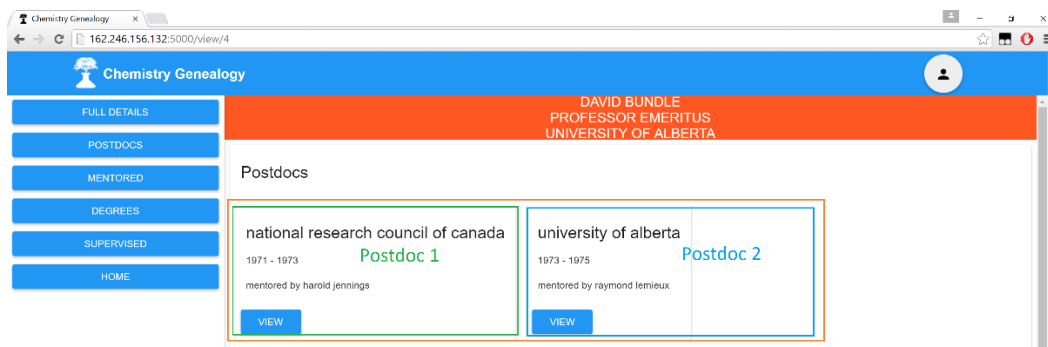 Chemistry Genealogy
162.246.156.132:5000/view/4
Chemistry Genealogy
FULL DETAILS
POSTDOCS
MENTORED
DEGREES
SUPERVISED
HOME
DAVID BUNDLE
PROFESSOR EMERITUS
UNIVERSITY OF ALBERTA
Postdocs
national research council of canada
1971 - 1973
Postdoc 1
mentored by harold jennings
VIEW
university of alberta
1973 - 1975
Postdoc 2
mentored by raymond lemieux
VIEW